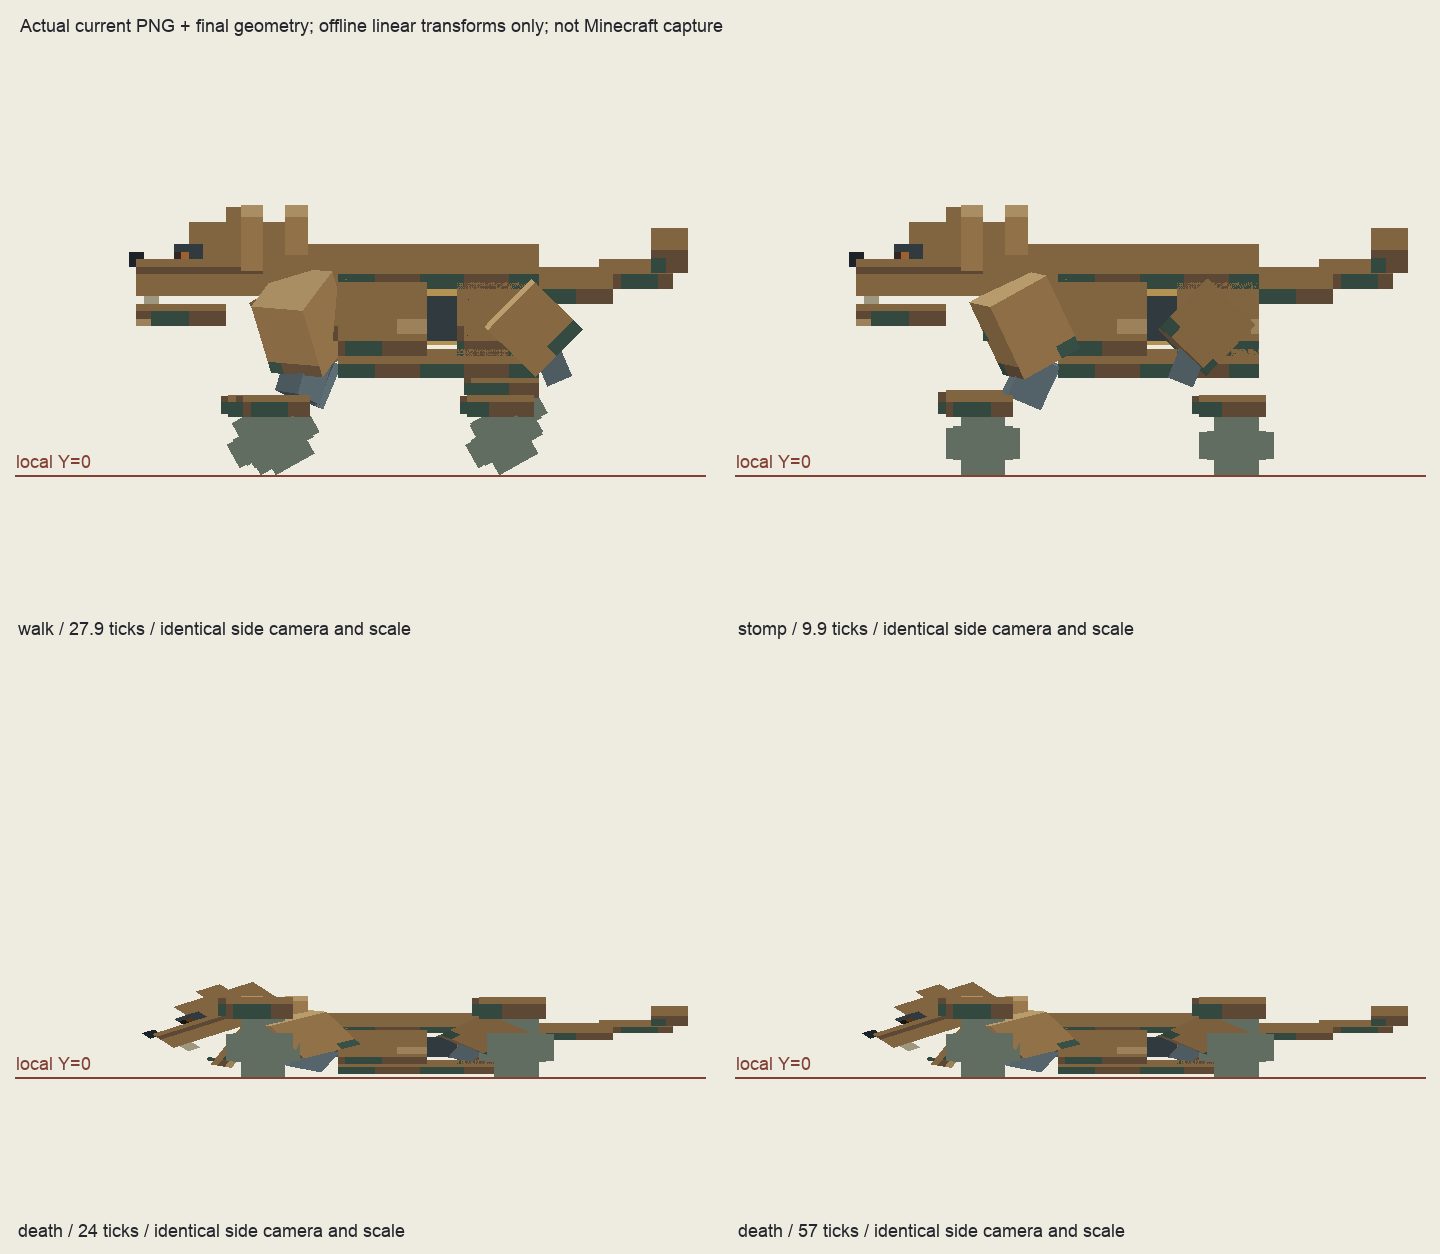 Actual current PNG + final geometry; offline linear transforms only; not Minecraft capture
local Y=0
local Y=0
walk / 27.9 ticks / identical side camera and scale
stomp / 9.9 ticks / identical side camera and scale
local Y=0
local Y=0
death / 24 ticks / identical side camera and scale
death / 57 ticks / identical side camera and scale